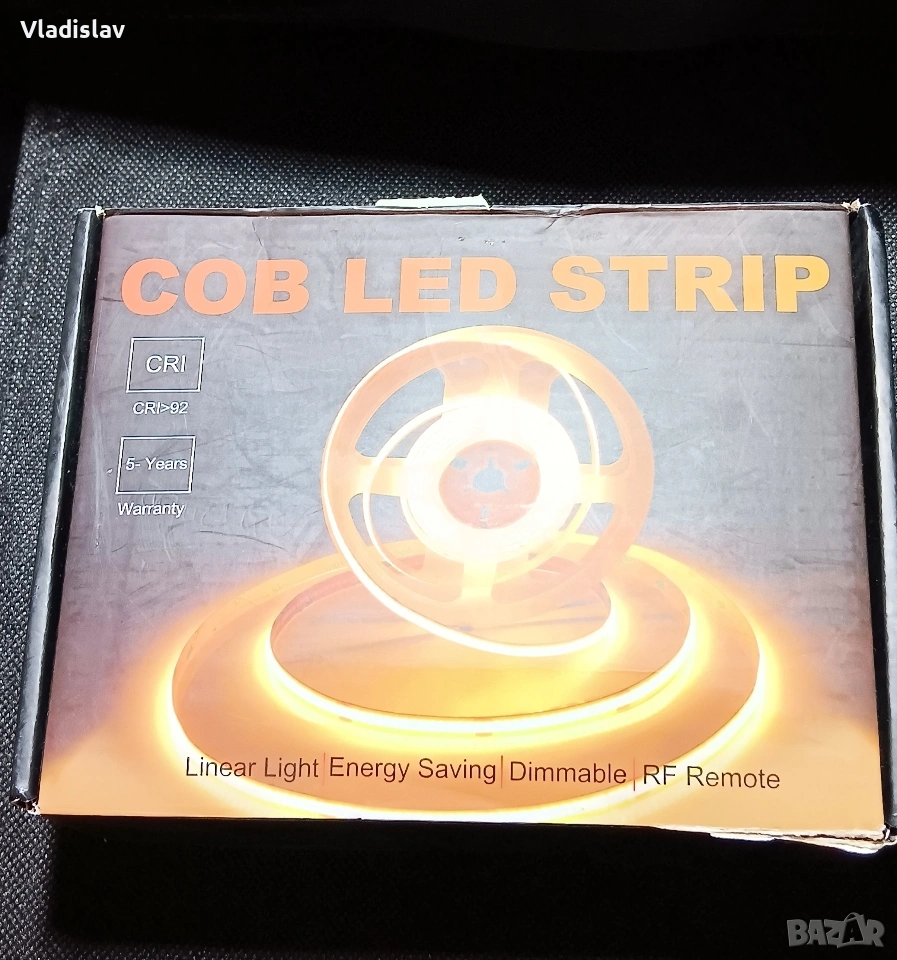 Vladislav
COB LED STRIP
CRI
CRI>92
5- Years
Warranty
Linear Light | Energy Saving | Dimmable | RF Remote
BAZAR